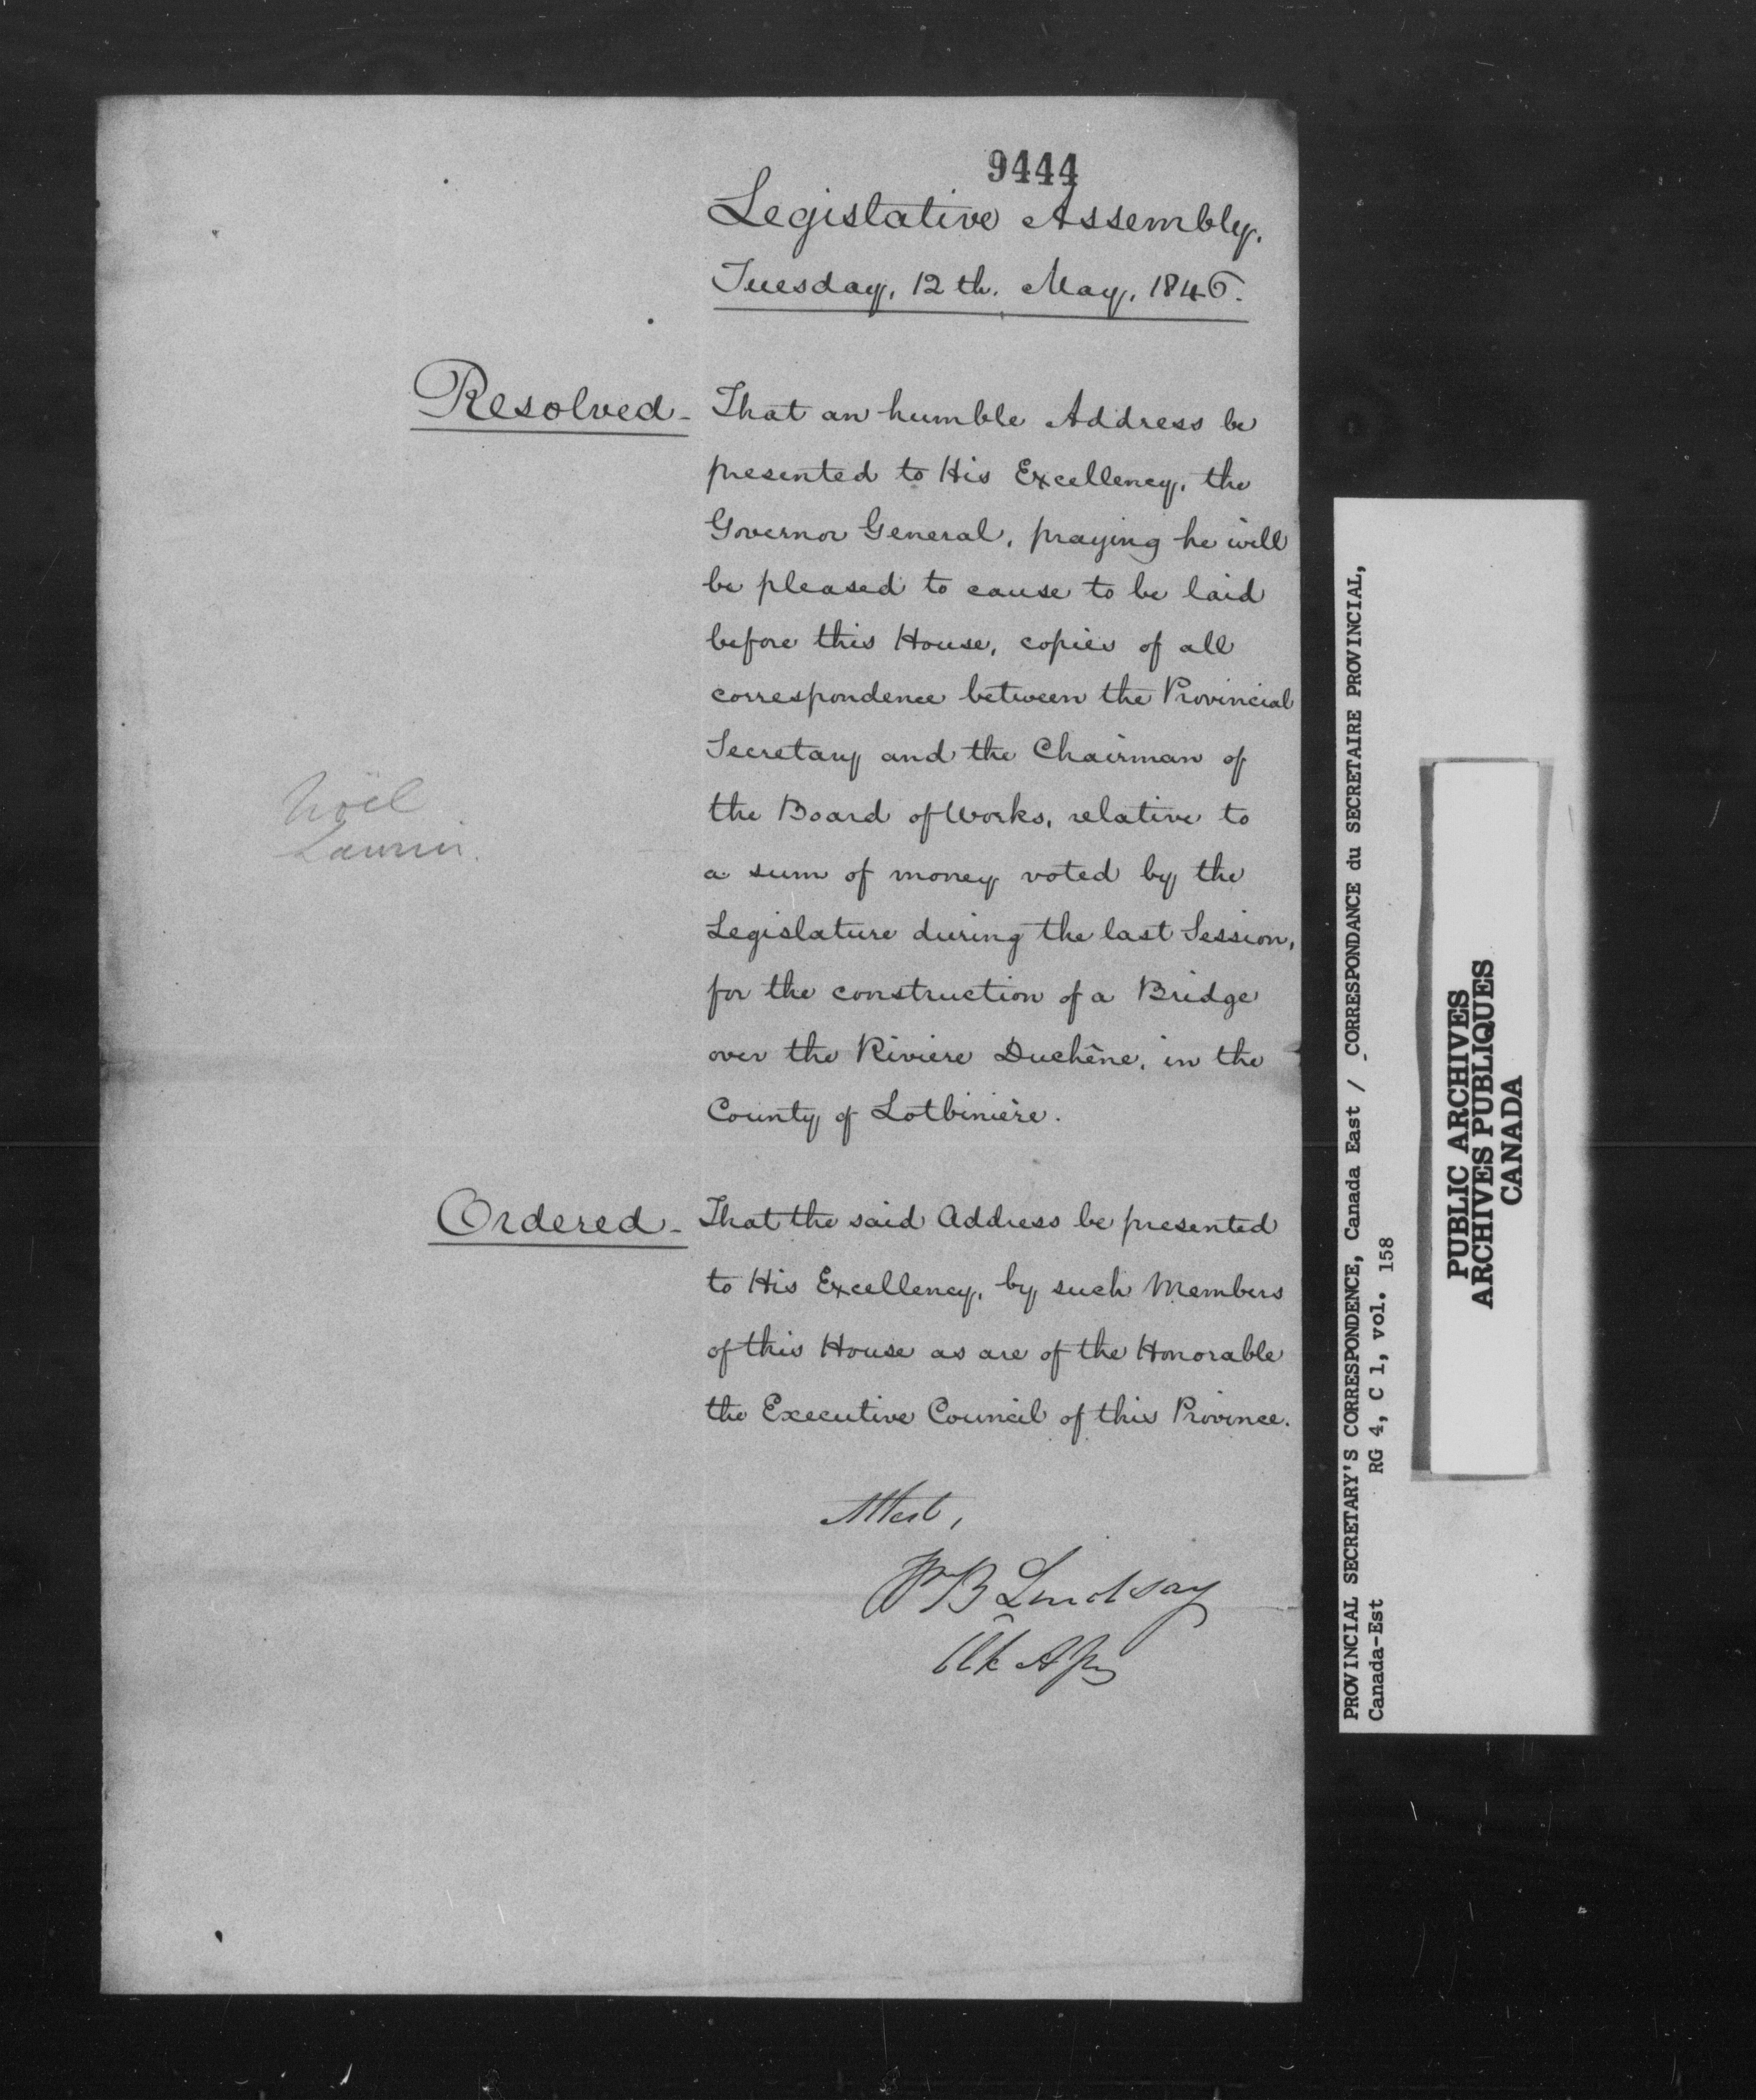 9444
Legislative Assembly.
Tuesday, 12th. May, 1846.
Resolved - That an humble Address be
presented to His Excellency, the
Governor General, praying he will
be pleased to cause to be laid
before this House, copies of all
correspondence between the Provincial
Secretary and the Chairman of
the Board of Works, relative to
a sum of money voted by the
Legislature during the last Session,
for the construction of a Bridge
over the Riviere Duchêne, in the
County of Lotbinière.
Noël
Ordered - That the said Address be presented
to His Excellency, by such Members
of this House as are of the Honorable
the Executive Council of this Province.
Attest,
W B Lindsay
Clk Assy
PROVINCIAL SECRETARY'S CORRESPONDENCE, Canada East / CORRESPONDANCE du SECRETAIRE PROVINCIAL,
Canada-Est RG 4, C 1, vol. 158
PUBLIC ARCHIVES
ARCHIVES PUBLIQUES
CANADA